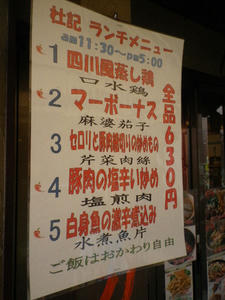 杜記 ランチメニュー
am11:30～pm5:00
1 四川風蒸し鶏
口水鶏
2 マーボーナス
麻婆茄子
3 セロリと豚肉細切りの炒めもの
芹菜肉絲
4 豚肉の塩辛い炒め
塩煎肉
5 白身魚の激辛煮込み
水煮魚片
ご飯はおかわり自由
全品630円